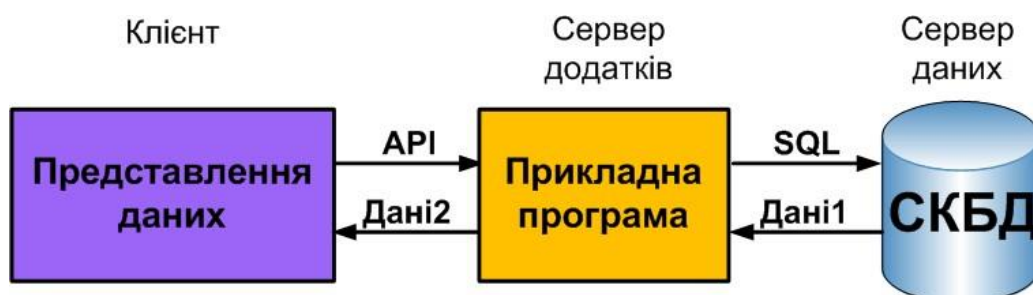 Клієнт
Сервер
додатків
Сервер
даних
Представлення
даних
API
Дані2
Прикладна
програма
SQL
Дані1
СКБД